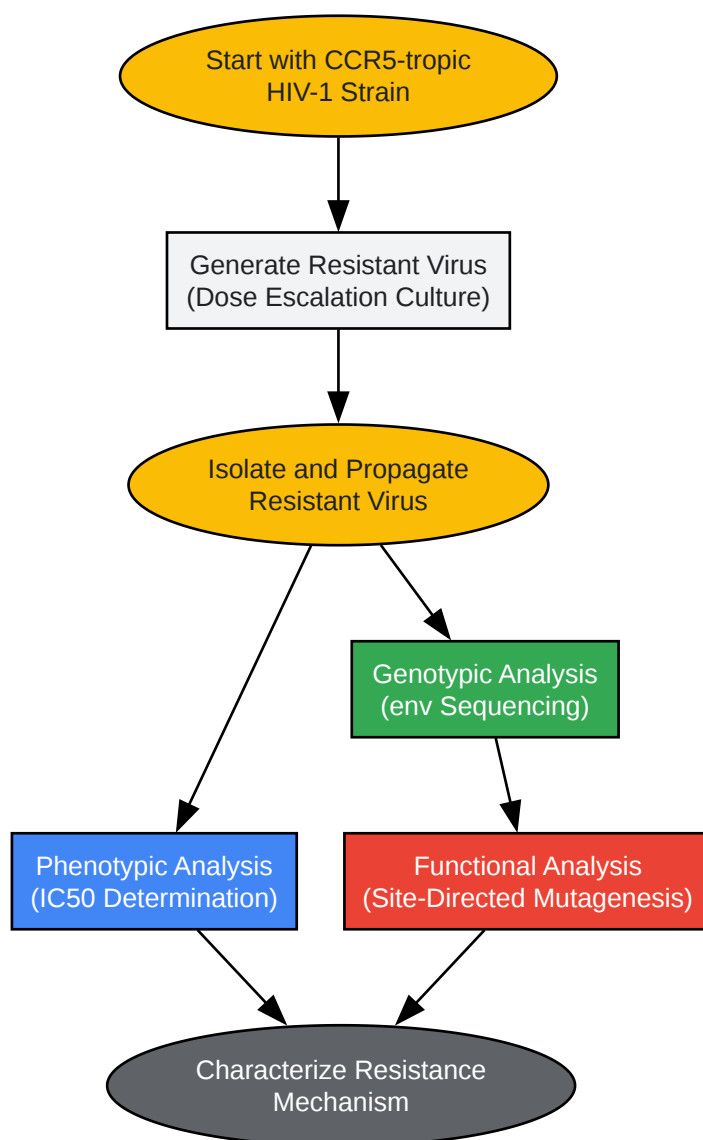 Start with CCR5-tropic
HIV-1 Strain
Generate Resistant Virus
(Dose Escalation Culture)
Isolate and Propagate
Resistant Virus
Genotypic Analysis
(env Sequencing)
Phenotypic Analysis
(IC50 Determination)
Functional Analysis
(Site-Directed Mutagenesis)
Characterize Resistance
Mechanism